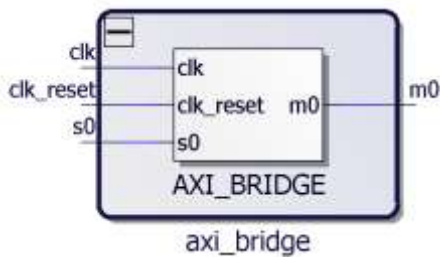 clk
clk
clk_reset
clk_reset m0
m0
s0
s0
AXI_BRIDGE
axi_bridge